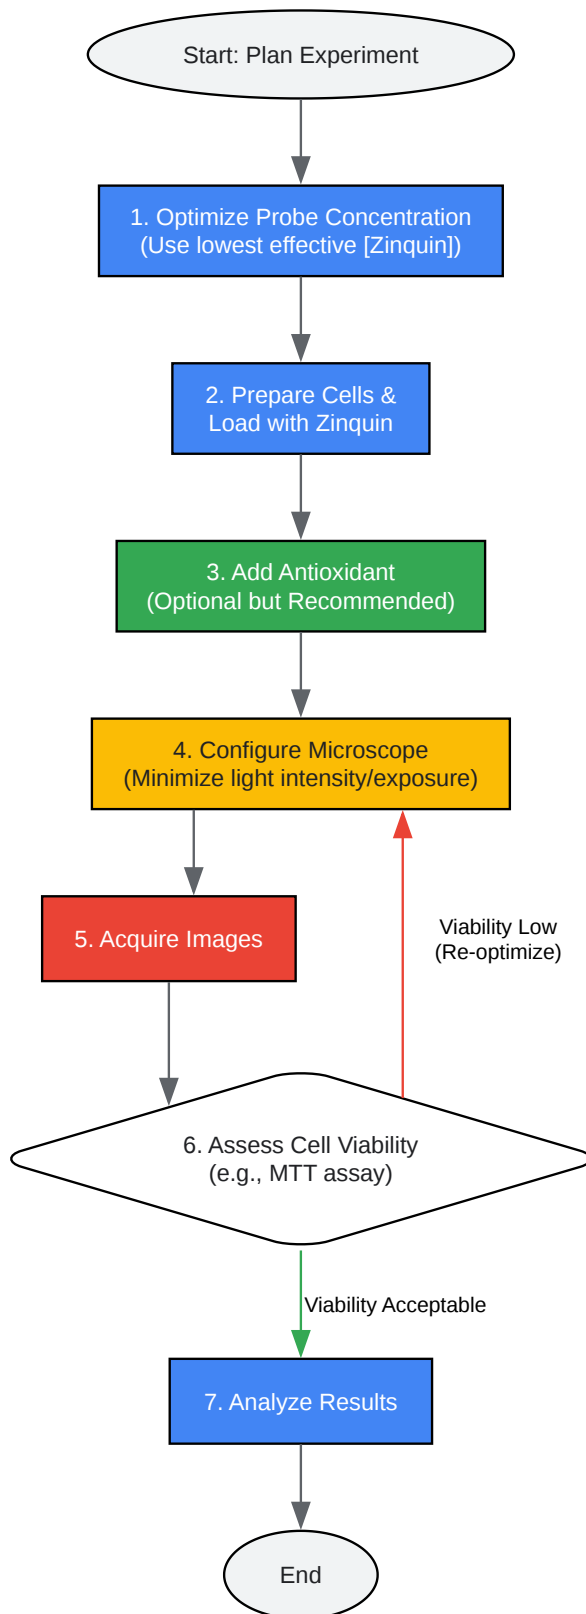 Start: Plan Experiment
1. Optimize Probe Concentration
(Use lowest effective [Zinquin])
2. Prepare Cells &
Load with Zinquin
3. Add Antioxidant
(Optional but Recommended)
4. Configure Microscope
(Minimize light intensity/exposure)
5. Acquire Images
Viability Low
(Re-optimize)
6. Assess Cell Viability
(e.g., MTT assay)
Viability Acceptable
7. Analyze Results
End